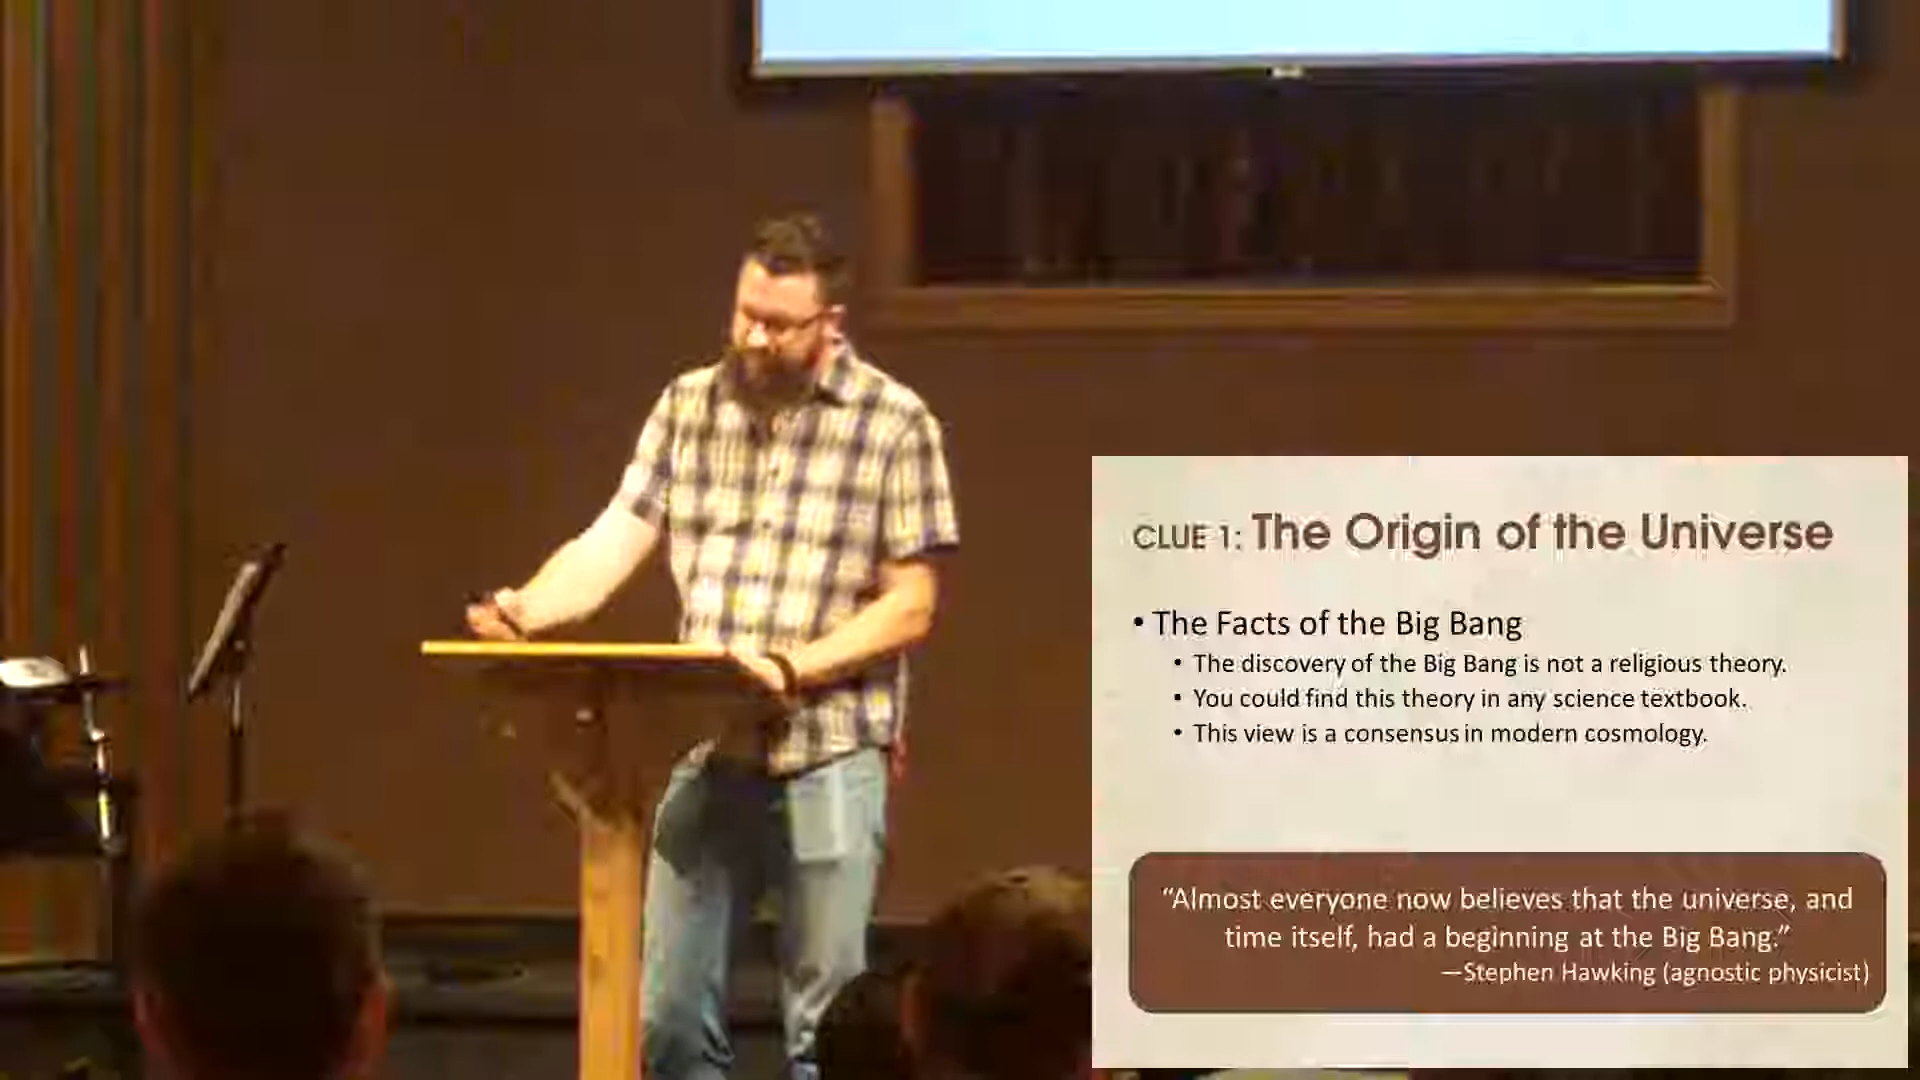 CLUE 1: The Origin of the Universe
• The Facts of the Big Bang
• The discovery of the Big Bang is not a religious theory.
• You could find this theory in any science textbook.
• This view is a consensus in modern cosmology.
“Almost everyone now believes that the universe, and
time itself, had a beginning at the Big Bang.”
—Stephen Hawking (agnostic physicist)